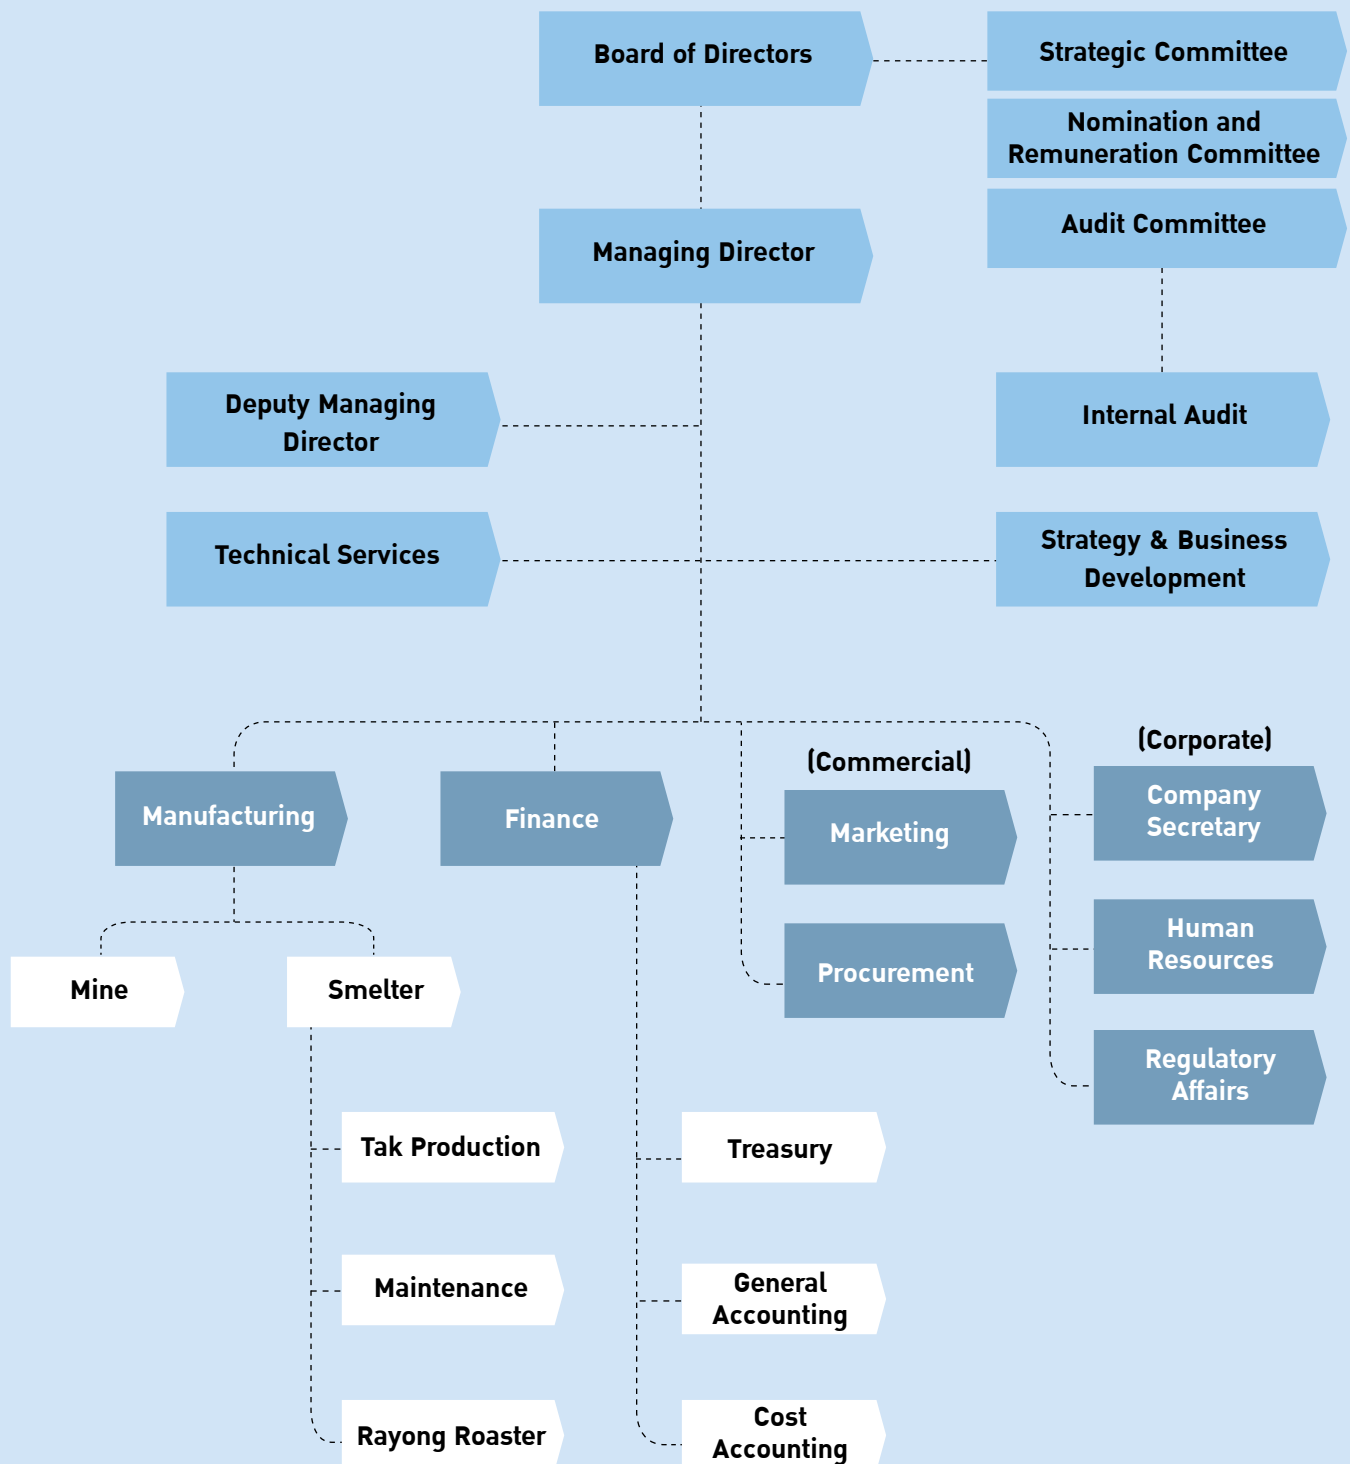 Board of Directors
Strategic Committee
Nomination and
Remuneration Committee
Audit Committee
Managing Director
Deputy Managing
Director
Internal Audit
Technical Services
Strategy & Business
Development
(Commercial)
(Corporate)
Manufacturing
Finance
Marketing
Company
Secretary
Procurement
Human
Resources
Mine
Smelter
Regulatory
Affairs
Tak Production
Treasury
Maintenance
General
Accounting
Rayong Roaster
Cost
Accounting